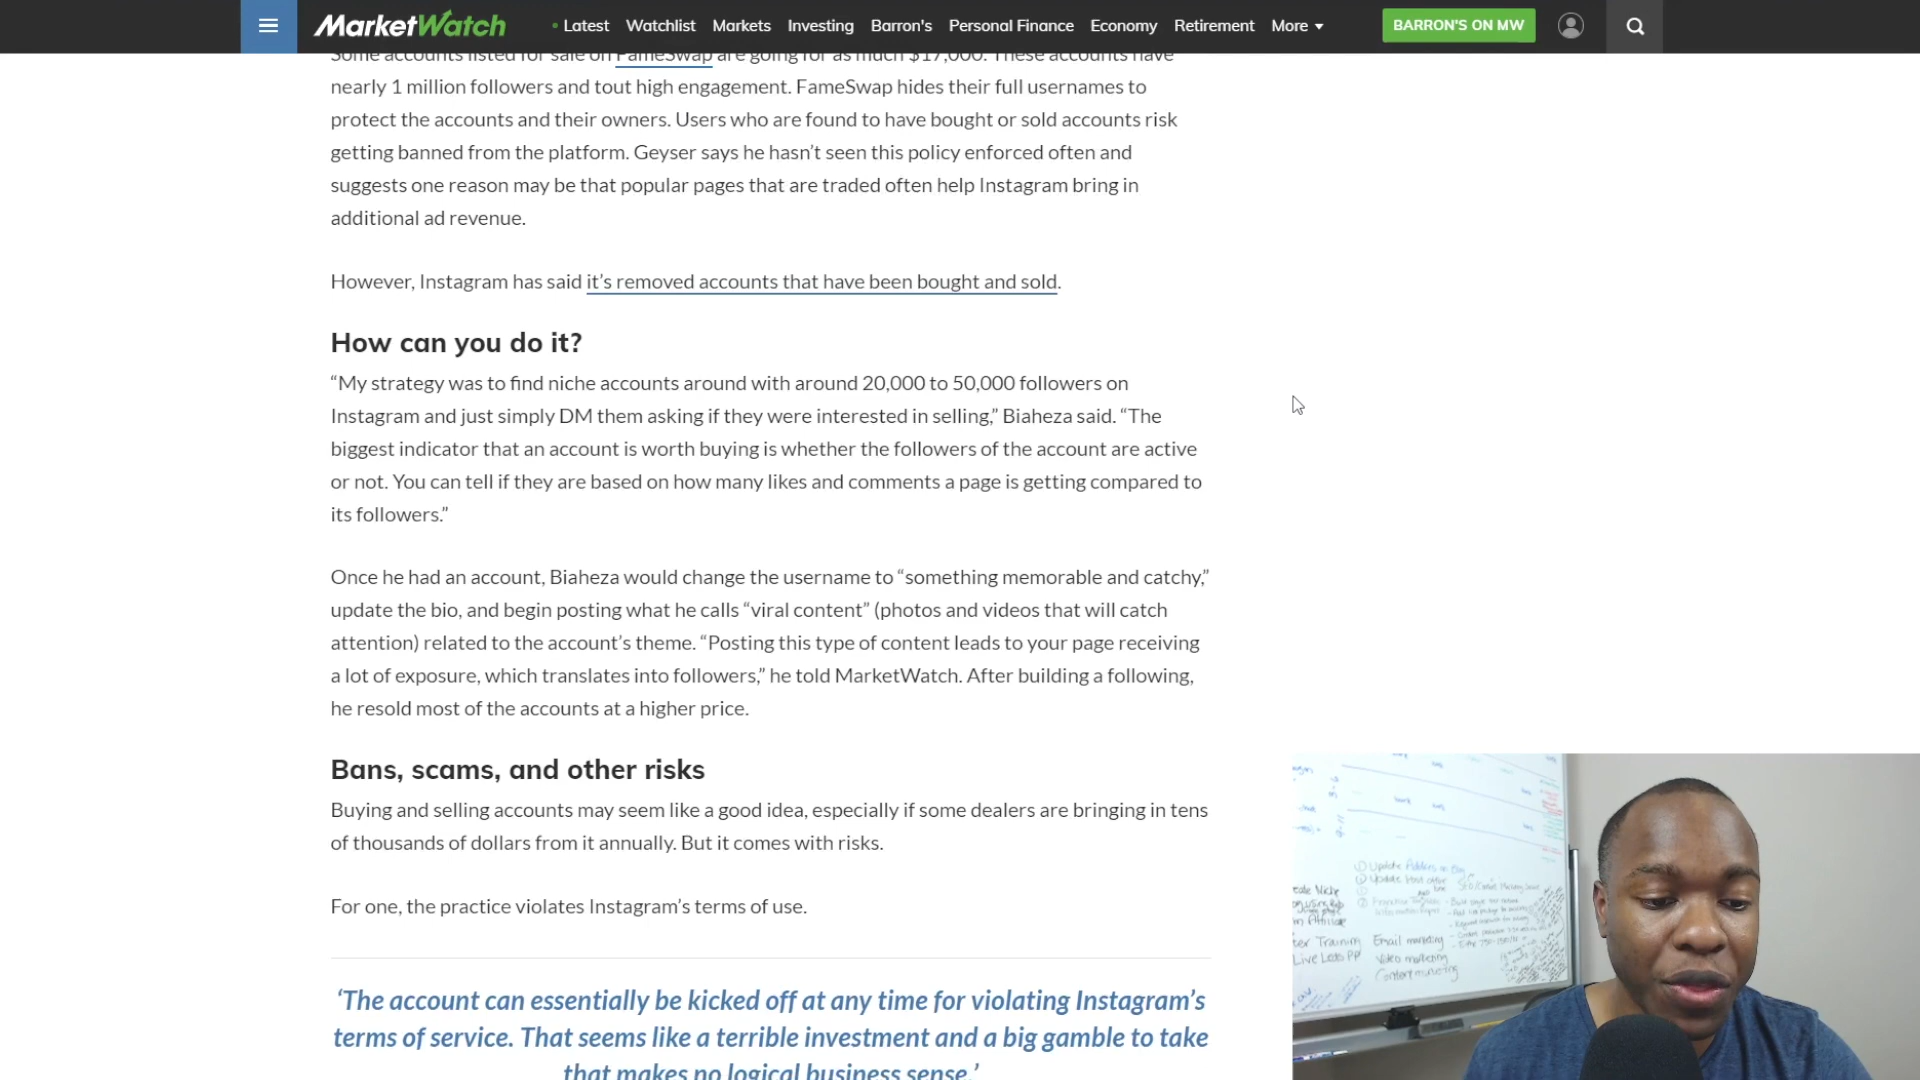 MarketWatch
Latest Watchlist Markets Investing Barron's Personal Finance Economy Retirement More BARRON'S ON MW
Some accounts listed for sale on FameSwap are going for as much $17,000. These accounts have
nearly 1 million followers and tout high engagement. FameSwap hides their full usernames to
protect the accounts and their owners. Users who are found to have bought or sold accounts risk
getting banned from the platform. Geyser says he hasn’t seen this policy enforced often and
suggests one reason may be that popular pages that are traded often help Instagram bring in
additional ad revenue.
However, Instagram has said it’s removed accounts that have been bought and sold.
How can you do it?
“My strategy was to find niche accounts around with around 20,000 to 50,000 followers on
Instagram and just simply DM them asking if they were interested in selling,” Biaheza said. “The
biggest indicator that an account is worth buying is whether the followers of the account are active
or not. You can tell if they are based on how many likes and comments a page is getting compared to
its followers.”
Once he had an account, Biaheza would change the username to “something memorable and catchy,”
update the bio, and begin posting what he calls “viral content” (photos and videos that will catch
attention) related to the account’s theme. “Posting this type of content leads to your page receiving
a lot of exposure, which translates into followers,” he told MarketWatch. After building a following,
he resold most of the accounts at a higher price.
Bans, scams, and other risks
Buying and selling accounts may seem like a good idea, especially if some dealers are bringing in tens
of thousands of dollars from it annually. But it comes with risks.
For one, the practice violates Instagram’s terms of use.
‘The account can essentially be kicked off at any time for violating Instagram’s
terms of service. That seems like a terrible investment and a big gamble to take
that makes no logical business sense.’
Email marketing
Video marketing
Content marketing